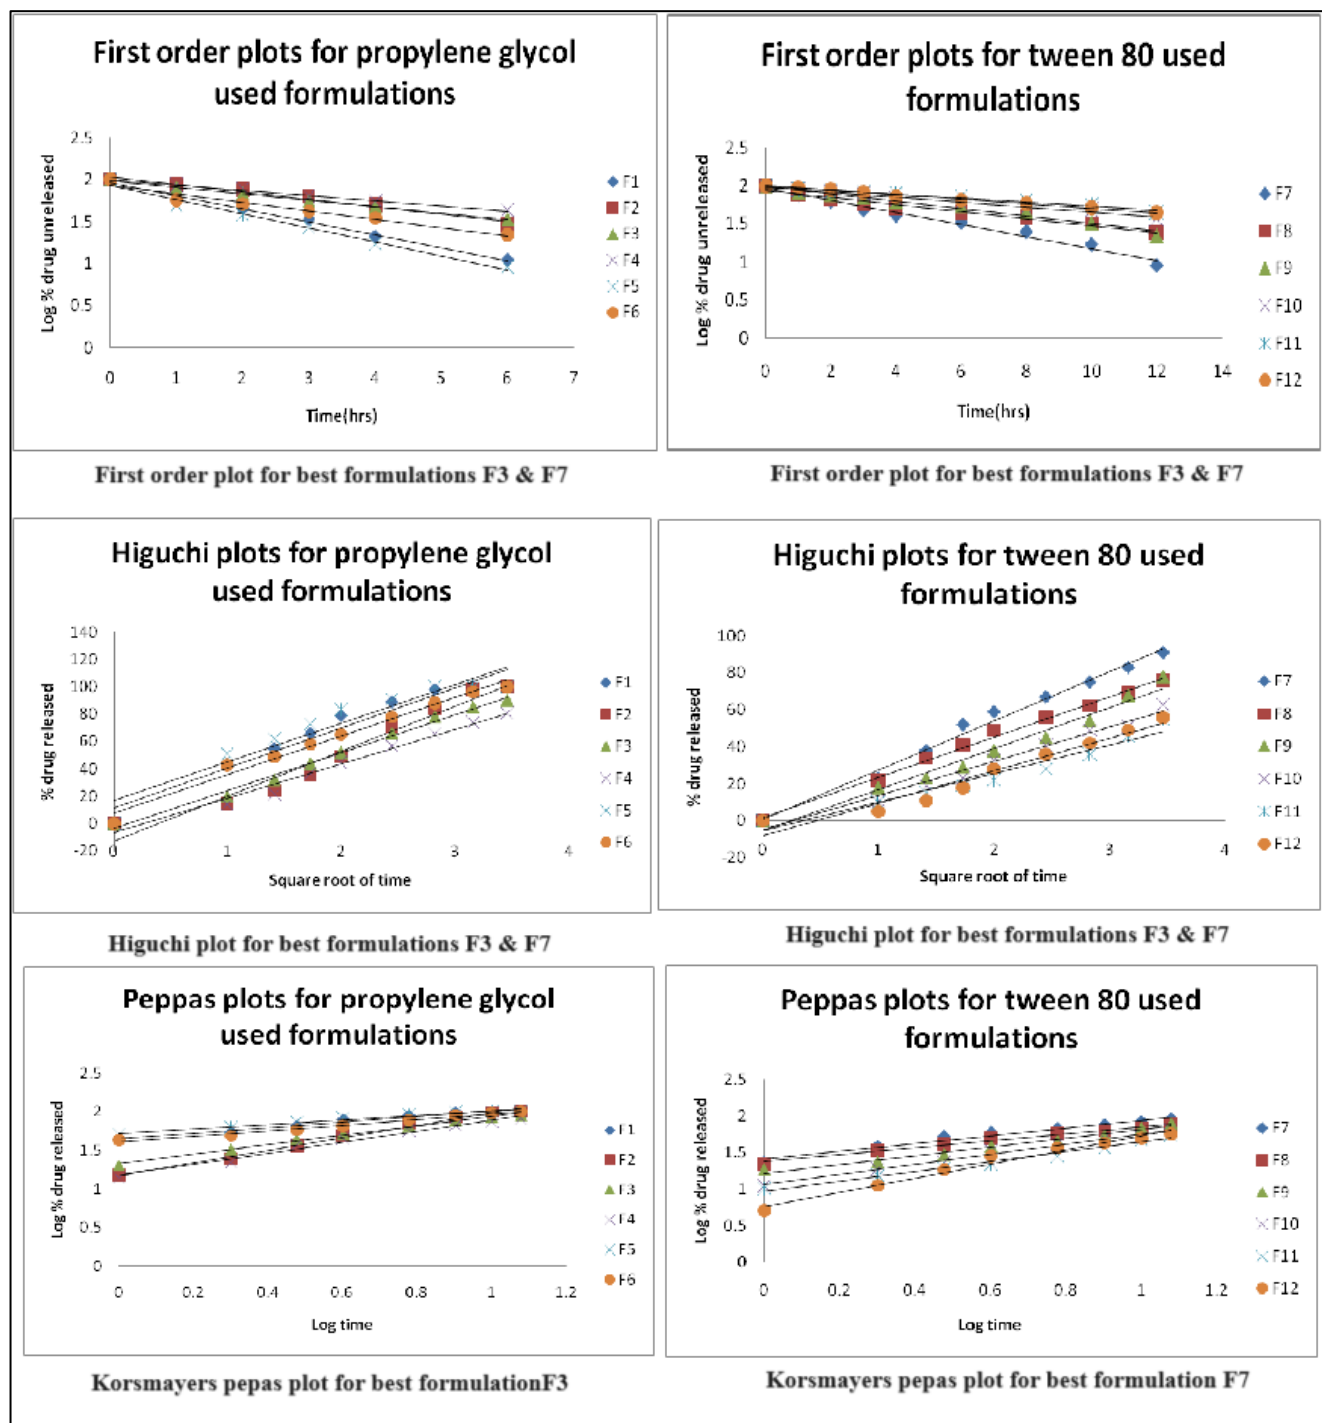 First order plots for propylene glycol
used formulations
Log % drug unreleased
2.5
2
1.5
1
0.5
0
0 1 2 3 4 5 6 7
Time(hrs)
F1
F2
F3
F4
F5
F6
First order plot for best formulations F3 & F7
First order plots for tween 80 used
formulations
Log % drug unreleased
2.5
2
1.5
1
0.5
0
0 2 4 6 8 10 12 14
Time(hrs)
F7
F8
F9
F10
F11
F12
First order plot for best formulations F3 & F7
Higuchi plots for propylene glycol
used formulations
% drug released
140
120
100
80
60
40
20
0
-20
0 1 2 3 4
Square root of time
F1
F2
F3
F4
F5
F6
Higuchi plot for best formulations F3 & F7
Higuchi plots for tween 80 used
formulations
% drug released
100
80
60
40
20
0
-20
0 1 2 3 4
Square root of time
F7
F8
F9
F10
F11
F12
Higuchi plot for best formulations F3 & F7
Peppas plots for propylene glycol
used formulations
Log % drug released
2.5
2
1.5
1
0.5
0
0 0.2 0.4 0.6 0.8 1 1.2
Log time
F1
F2
F3
F4
F5
F6
Korsmayers pepas plot for best formulationF3
Peppas plots for tween 80 used
formulations
Log % drug released
2.5
2
1.5
1
0.5
0
0 0.2 0.4 0.6 0.8 1 1.2
Log time
F7
F8
F9
F10
F11
F12
Korsmayers pepas plot for best formulation F7